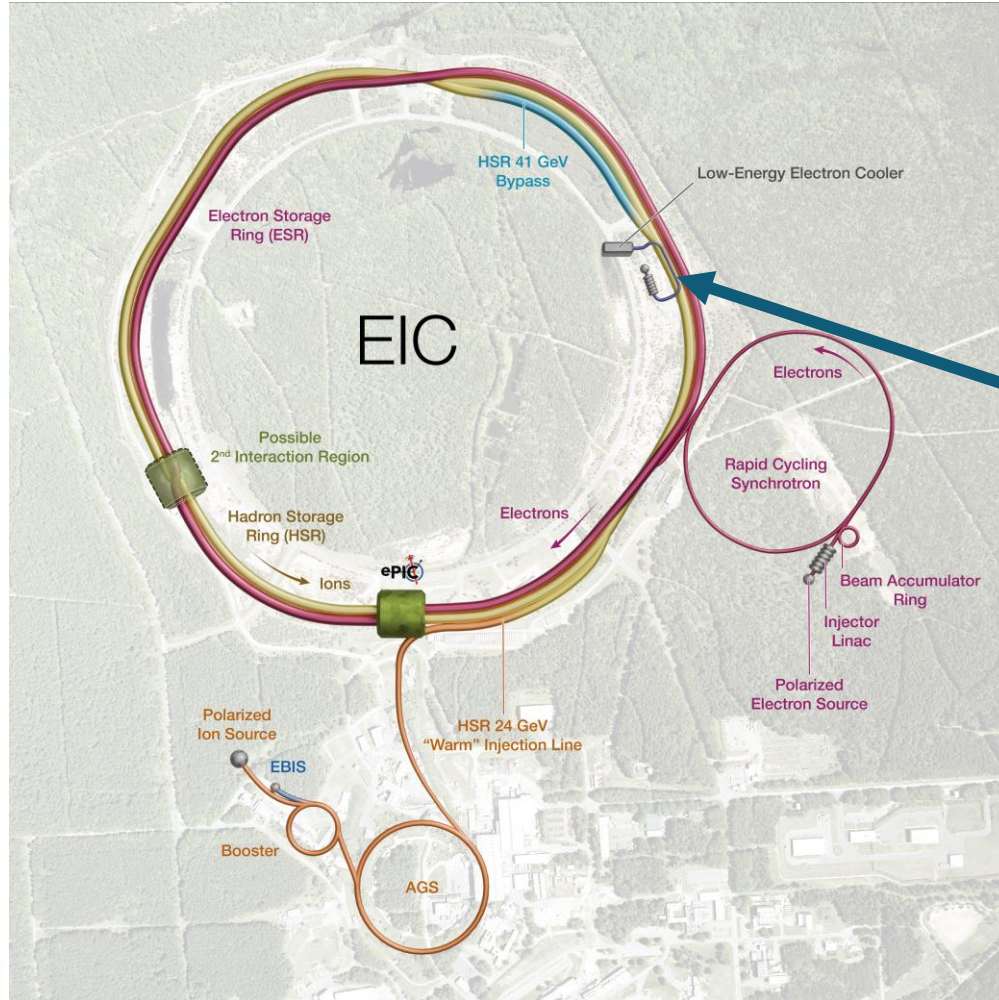 HSR 41 GeV
Bypass
Low-Energy Electron Cooler
Electron Storage
Ring (ESR)
EIC
Electrons
Possible
2nd Interaction Region
Rapid Cycling
Synchrotron
Hadron Storage
Ring (HSR)
Electrons
Ions
ePIC
Beam Accumulator
Ring
Injector
Linac
Polarized
Electron Source
Polarized
Ion Source
HSR 24 GeV
“Warm” Injection Line
EBIS
Booster
AGS